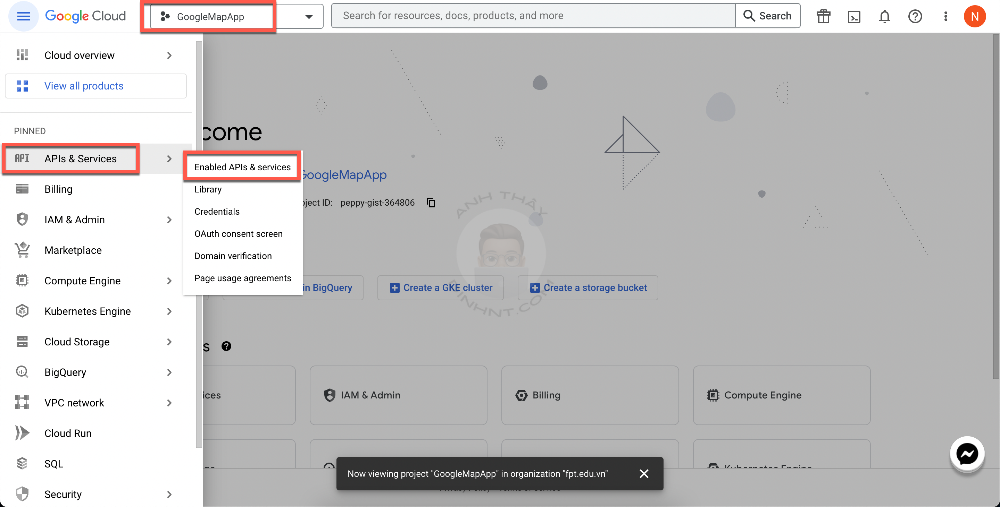 Google Cloud
GoogleMapApp
Search for resources, docs, products, and more
Search
N
Cloud overview
View all products
PINNED
API APIs & Services
Billing
IAM & Admin
Marketplace
Compute Engine
Kubernetes Engine
Cloud Storage
BigQuery
VPC network
Cloud Run
SQL
Security
Enabled APIs & services
Library
Credentials
OAuth consent screen
Domain verification
Page usage agreements
come
GoogleMapApp
oject ID: peppy-gist-364806
in BigQuery
Create a GKE cluster
Create a storage bucket
ANH THẦY
NINHNT.COM
s
ices
IAM & Admin
Billing
Compute Engine
Kubernetes Engine
Now viewing project "GoogleMapApp" in organization "fpt.edu.vn"